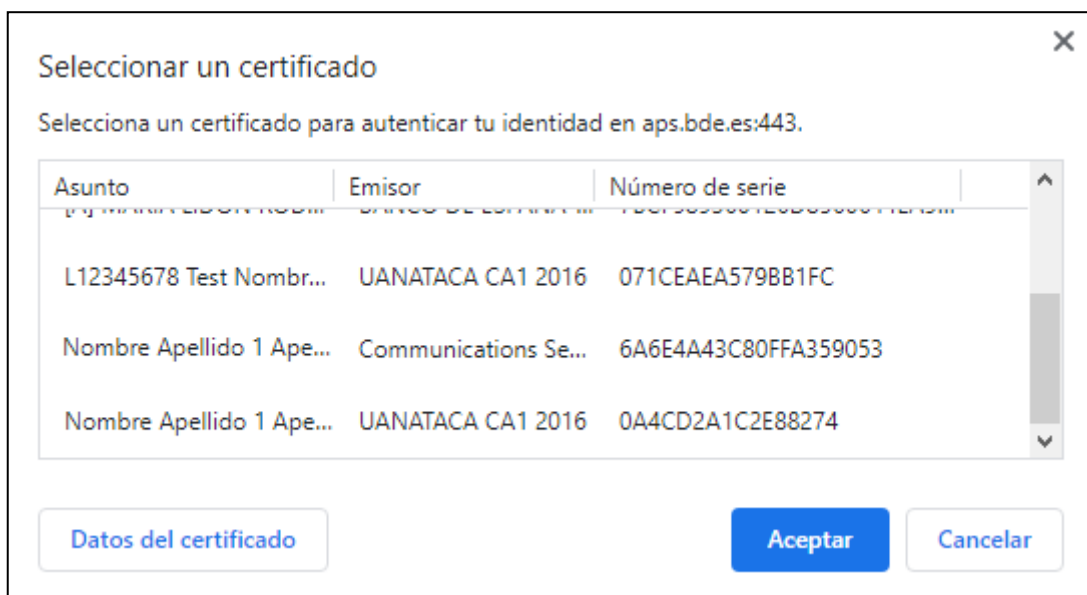 Seleccionar un certificado
Selecciona un certificado para autenticar tu identidad en aps.bde.es:443.
Asunto Emisor Número de serie
L12345678 Test Nombr... UANATACA CA1 2016 071CEAEA579BB1FC
Nombre Apellido 1 Ape... Communications Se... 6A6E4A43C80FFA359053
Nombre Apellido 1 Ape... UANATACA CA1 2016 0A4CD2A1C2E88274
Datos del certificado Aceptar Cancelar